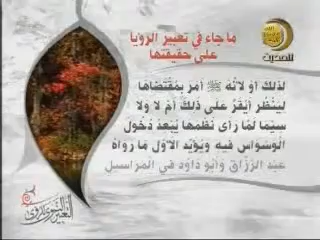 ما جاء في تعبير الرؤيا
على حقيقتها
للحديث
لذلك أو لأنه ﷺ أمر بمقتضاها
لينظر أيقر على ذلك أم لا ولا
سيما لما رأى نظمها يبعد دخول
الوسواس فيه ويؤيد الأول ما رواه
عبد الرزاق وأبو داود في المراسيل